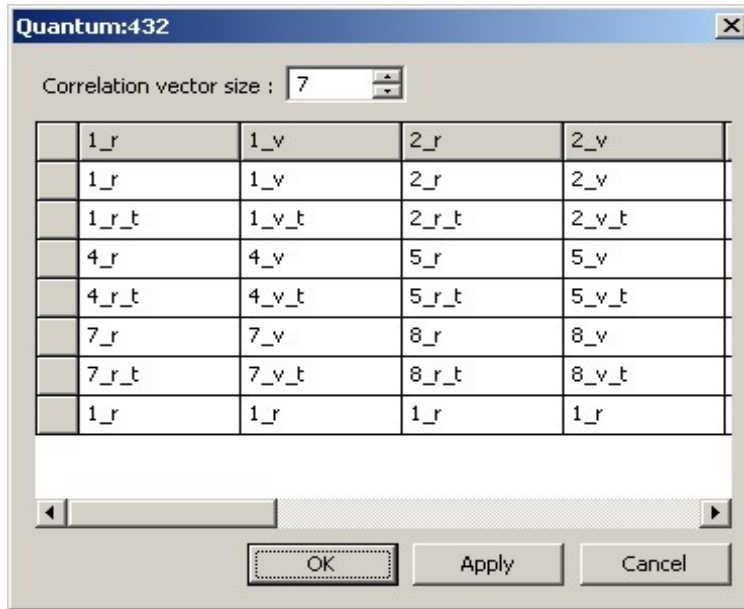 Quantum:432
Correlation vector size : 7
1_r 1_v 2_r 2_v
1_r 1_v 2_r 2_v
1_r_t 1_v_t 2_r_t 2_v_t
4_r 4_v 5_r 5_v
4_r_t 4_v_t 5_r_t 5_v_t
7_r 7_v 8_r 8_v
7_r_t 7_v_t 8_r_t 8_v_t
1_r 1_r 1_r 1_r
OK Apply Cancel